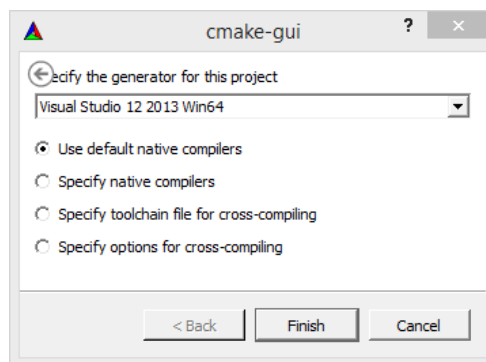 cmake-gui
?
ecify the generator for this project
Visual Studio 12 2013 Win64
Use default native compilers
Specify native compilers
Specify toolchain file for cross-compiling
Specify options for cross-compiling
< Back Finish Cancel